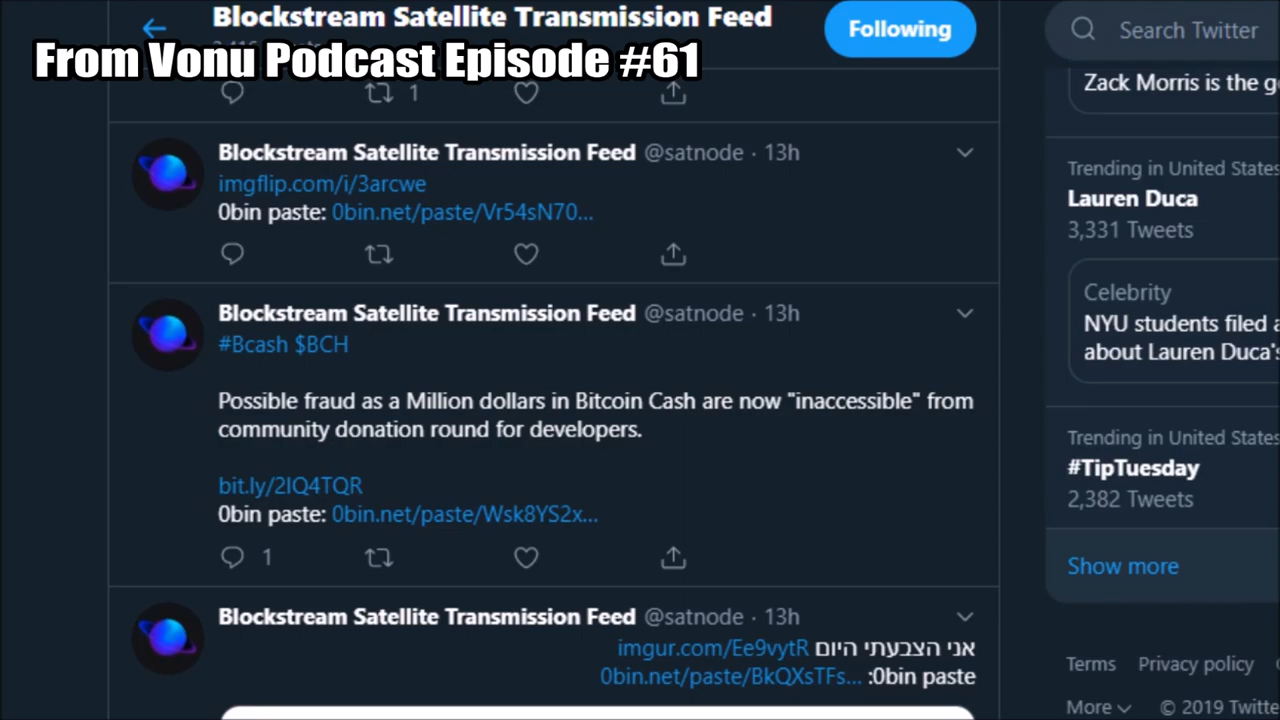 Blockstream Satellite Transmission Feed
Following
From Vonu Podcast Episode #61
1
Blockstream Satellite Transmission Feed @satnode · 13h
imgflip.com/i/3arcwe
0bin paste: 0bin.net/paste/Vr54sN70...
Blockstream Satellite Transmission Feed @satnode · 13h
#Bcash $BCH
Possible fraud as a Million dollars in Bitcoin Cash are now "inaccessible" from
community donation round for developers.
bit.ly/2IQ4TQR
0bin paste: 0bin.net/paste/Wsk8YS2x...
1
Blockstream Satellite Transmission Feed @satnode · 13h
אני הצבעתי היום imgur.com/Ee9vytR
0bin paste: 0bin.net/paste/BkQXsTFs...
Search Twitter
Zack Morris is the
Trending in United States
Lauren Duca
3,331 Tweets
Celebrity
NYU students filed
about Lauren Duca's
Trending in United States
#TipTuesday
2,382 Tweets
Show more
Terms Privacy policy
More © 2019 Twitte